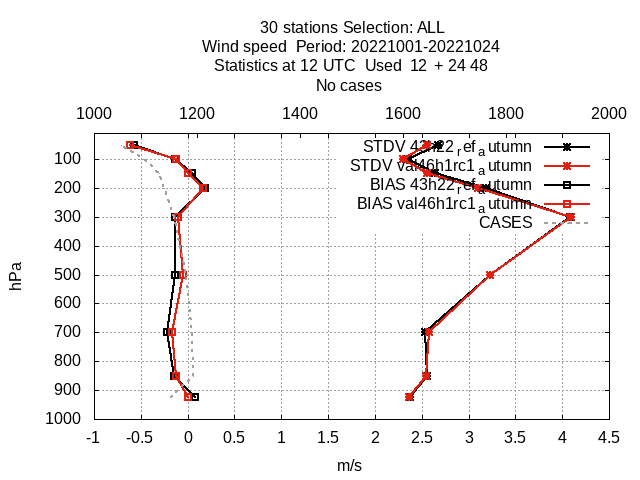 30 stations Selection: ALL
Wind speed  Period: 20221001-20221024
Statistics at 12 UTC  Used  12  + 24 48
No cases
1000 1200 1400 1600 1800 2000
STDV 43h22_ref_autumn
STDV val46h1rc1_autumn
BIAS 43h22_ref_autumn
BIAS val46h1rc1_autumn
CASES
100
200
300
400
500
600
700
800
900
1000
hPa
-1 -0.5 0 0.5 1 1.5 2 2.5 3 3.5 4 4.5
m/s